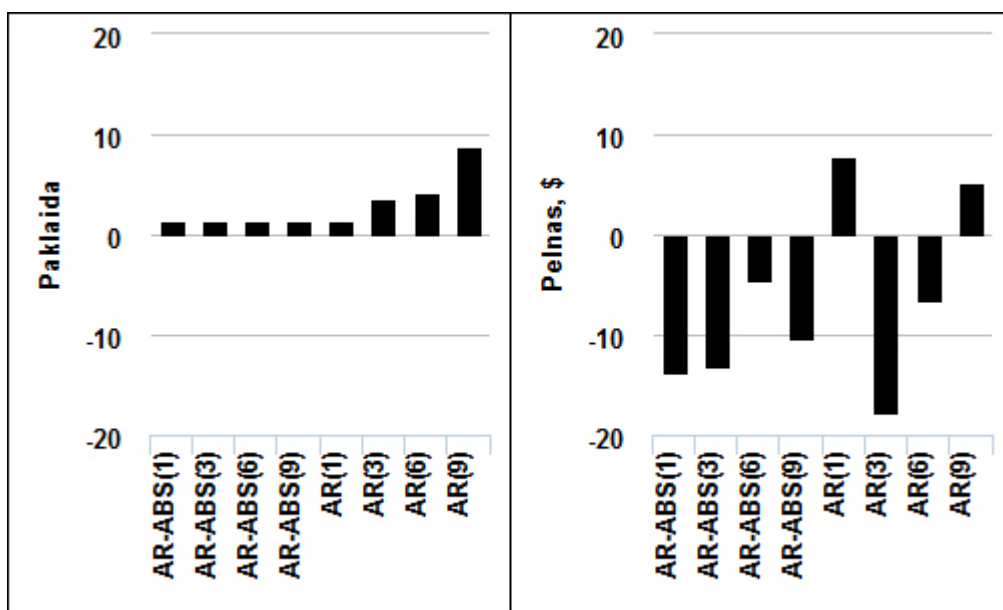 20
10
0
-10
-20
Paklaida
AR-ABS(1)
AR-ABS(3)
AR-ABS(6)
AR-ABS(9)
AR(1)
AR(3)
AR(6)
AR(9)
20
10
0
-10
-20
Pelnas, $
AR-ABS(1)
AR-ABS(3)
AR-ABS(6)
AR-ABS(9)
AR(1)
AR(3)
AR(6)
AR(9)